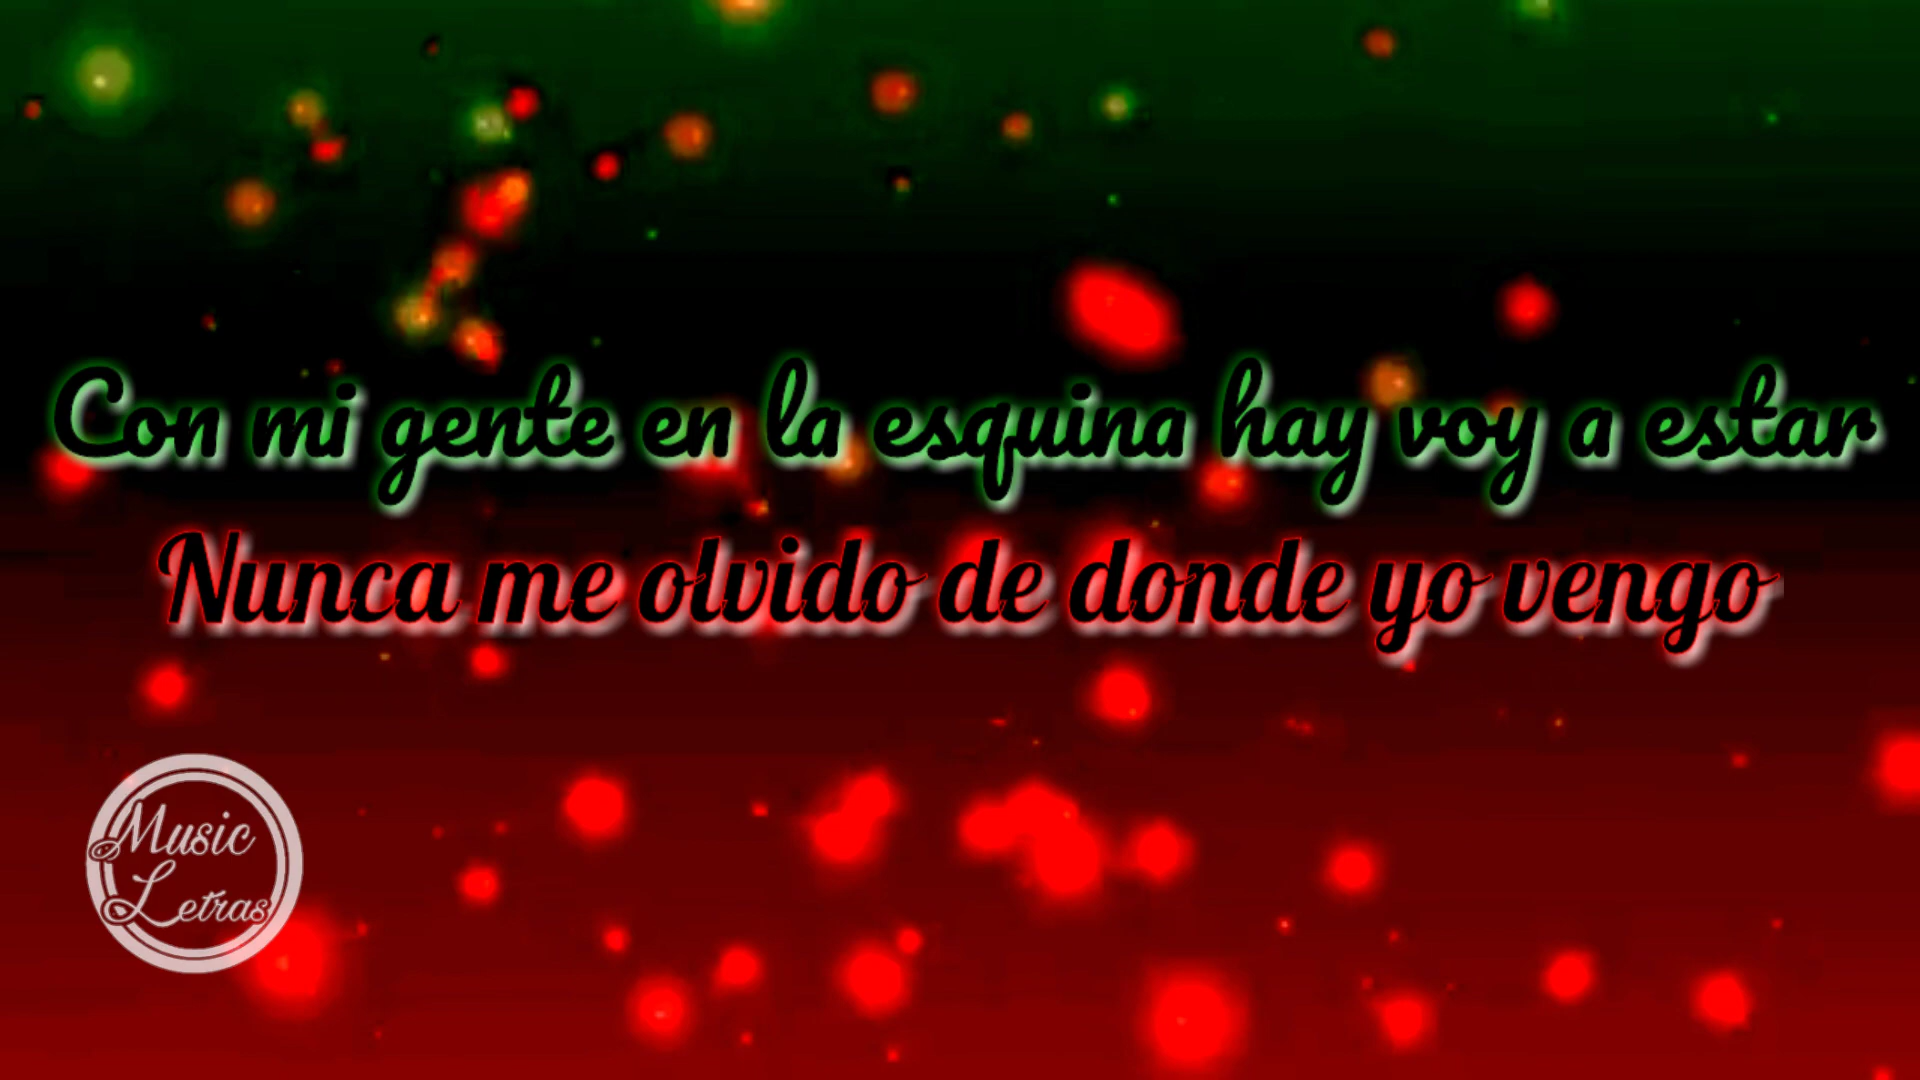 Con mi gente en la esquina hay voy a estar
Nunca me olvido de donde yo vengo
Music
Letras